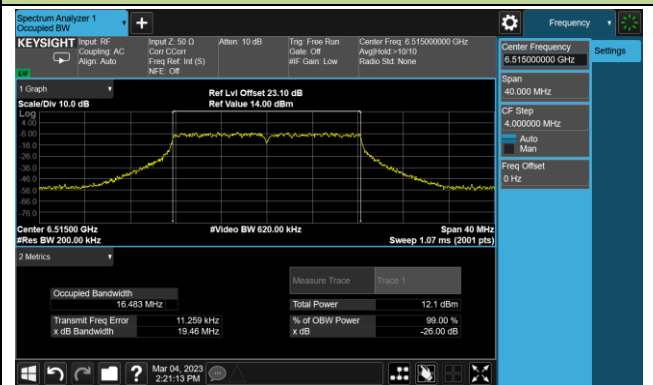 Spectrum Analyzer 1
Occupied BW
+
Frequency
KEYSIGHT
Input: RF
Coupling: AC
Align: Auto
Input Z: 50 Ω
Corr CCorr
Freq Ref: Int (S)
NFE: Off
Atten: 10 dB
Trig: Free Run
Gate: Off
#IF Gain: Low
Center Freq: 6.515000000 GHz
Avg|Hold:>10/10
Radio Std: None
Center Frequency
6.515000000 GHz
Settings
Span
40.000 MHz
CF Step
4.000000 MHz
Auto
Man
Freq Offset
0 Hz
1 Graph
Scale/Div 10.0 dB
Ref Lvl Offset 23.10 dB
Ref Value 14.00 dBm
Log
4.00
-6.00
-16.0
-26.0
-36.0
-46.0
-56.0
-66.0
-76.0
Center 6.51500 GHz
#Video BW 620.00 kHz
Span 40 MHz
#Res BW 200.00 kHz
Sweep 1.07 ms (2001 pts)
2 Metrics
Measure Trace
Trace 1
Occupied Bandwidth
16.483 MHz
Total Power
12.1 dBm
Transmit Freq Error
11.259 kHz
% of OBW Power
99.00 %
x dB Bandwidth
19.46 MHz
x dB
-26.00 dB
?
Mar 04, 2023
2:21:13 PM